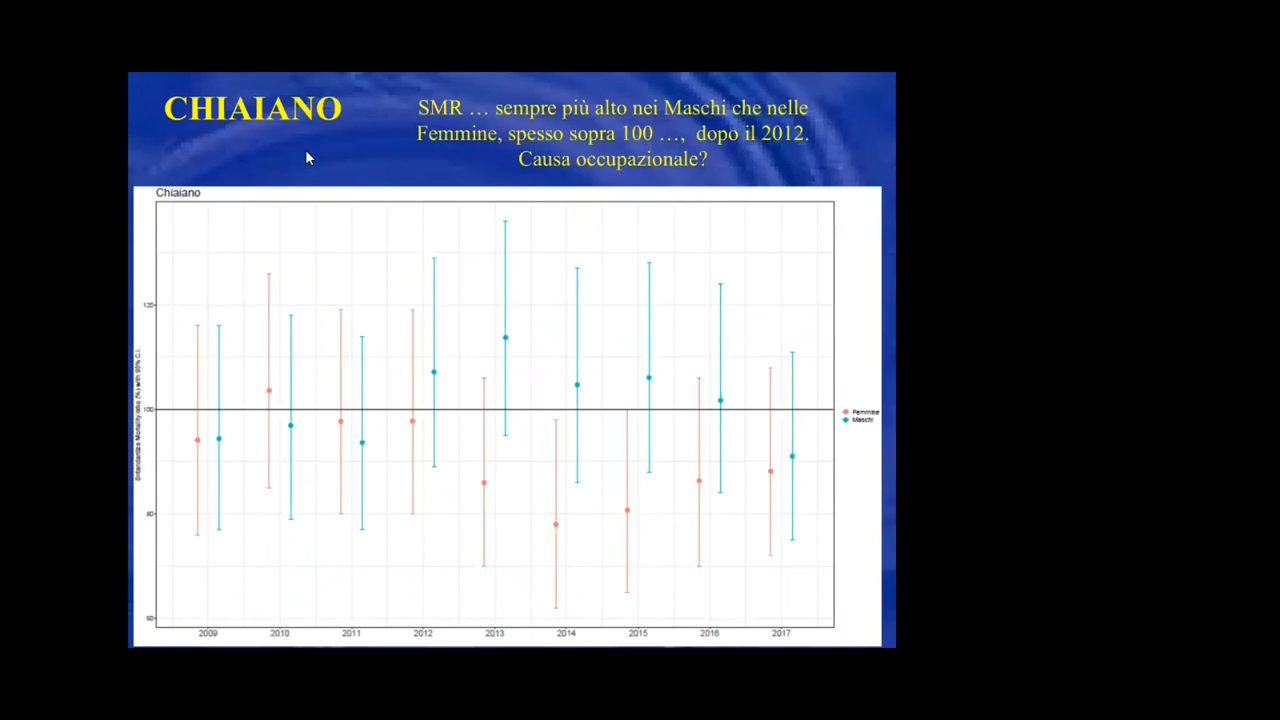 CHIAIANO
SMR … sempre più alto nei Maschi che nelle
Femmine, spesso sopra 100 …, dopo il 2012.
Causa occupazionale?
Chiaiano
120
100
80
60
2009 2010 2011 2012 2013 2014 2015 2016 2017
Femmine
Maschi